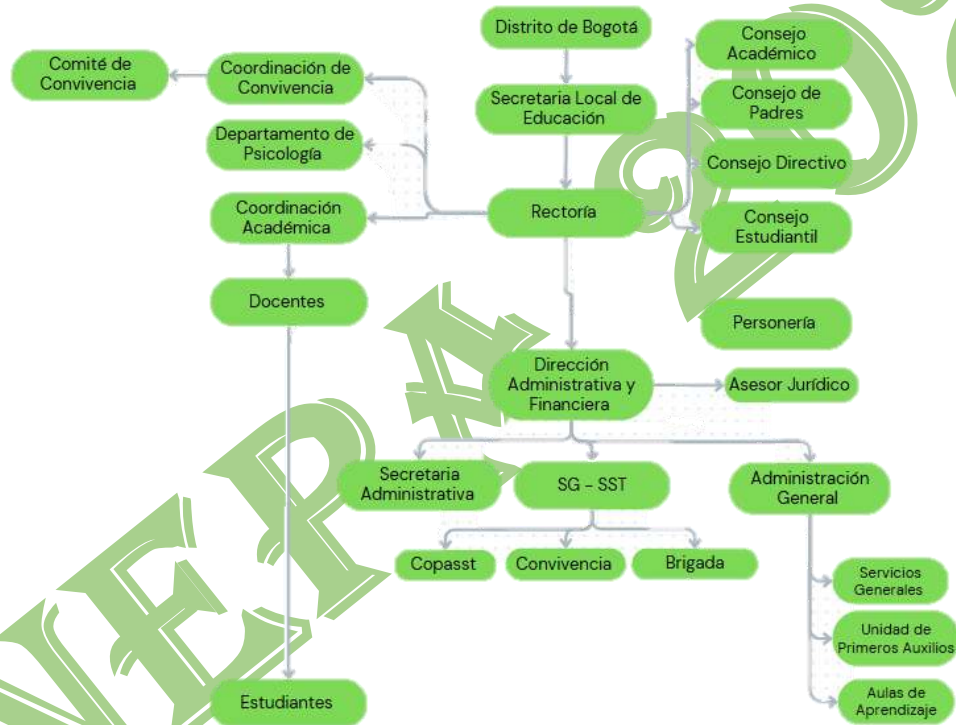 Distrito de Bogotá
Consejo
Académico
Comité de
Convivencia
Coordinación de
Convivencia
Secretaria Local de
Educación
Consejo de
Padres
Departamento de
Psicología
Consejo Directivo
Coordinación
Académica
Rectoría
Consejo
Estudiantil
Docentes
Personería
Dirección
Administrativa y
Financiera
Asesor Jurídico
Secretaria
Administrativa
SG - SST
Administración
General
Copasst
Convivencia
Brigada
Servicios
Generales
Unidad de
Primeros Auxilios
Aulas de
Aprendizaje
Estudiantes